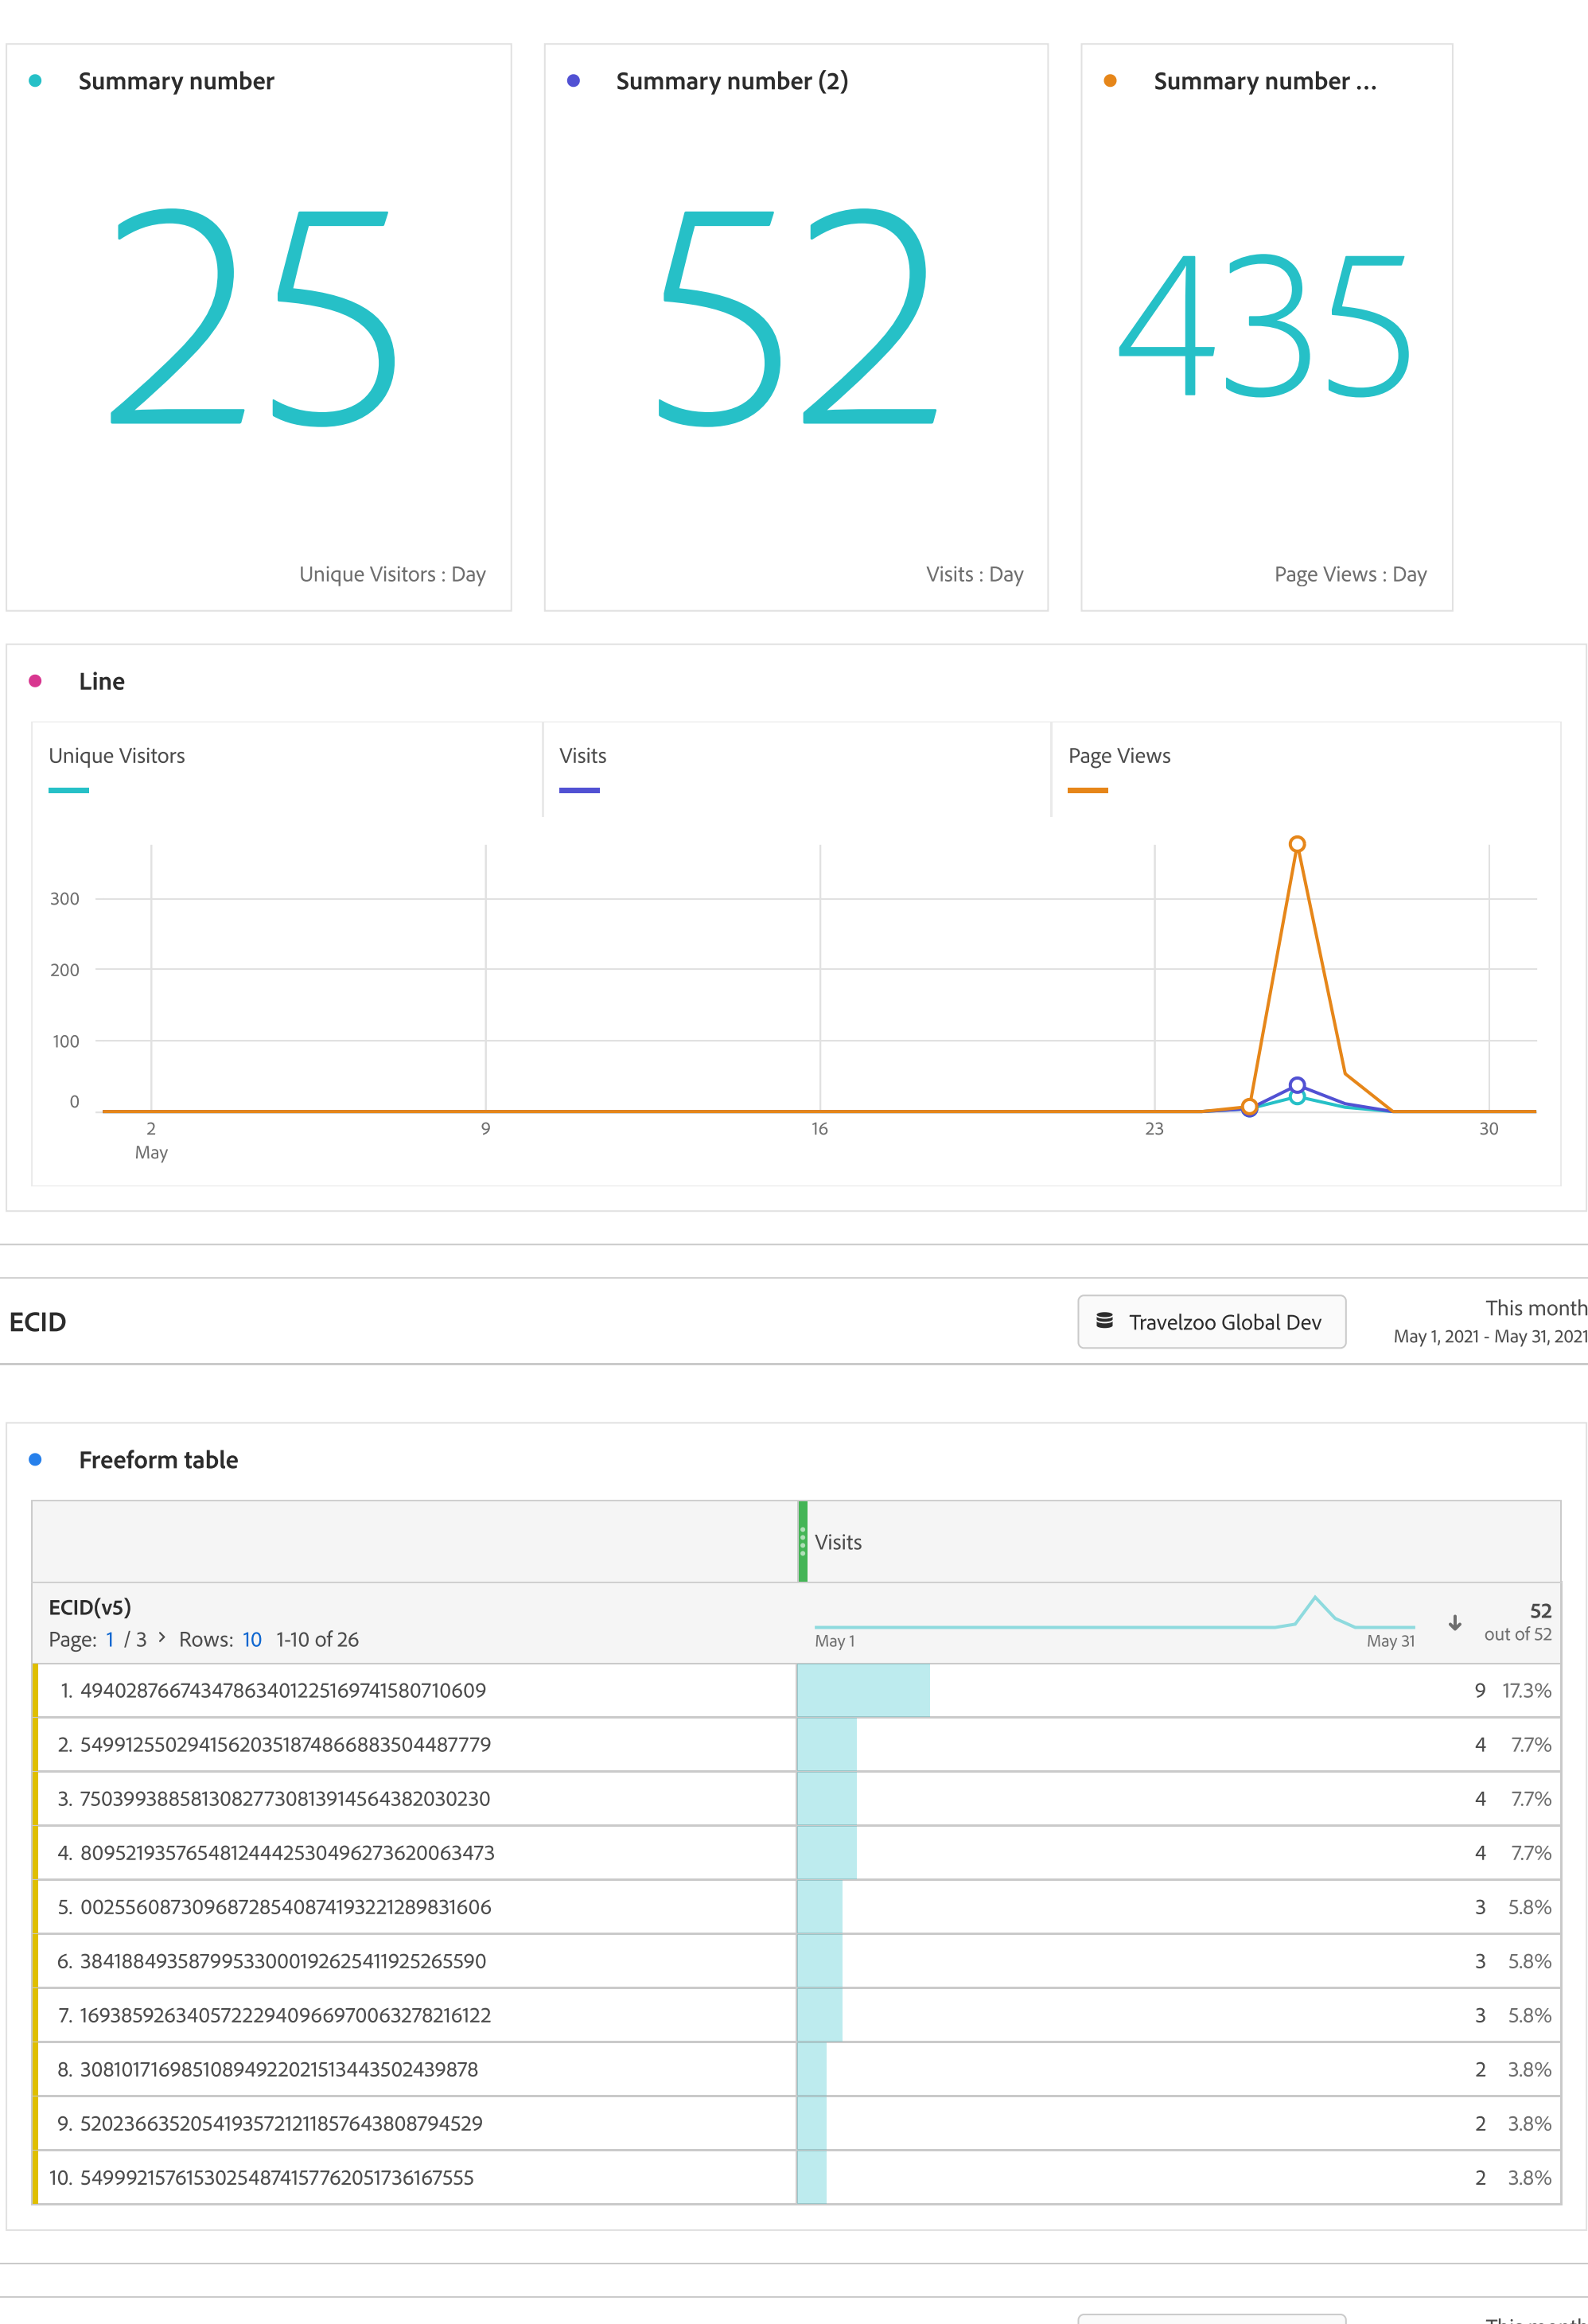 Summary number
25
Unique Visitors : Day
Summary number (2)
52
Visits : Day
Summary number ...
435
Page Views : Day
Line
Unique Visitors
Visits
Page Views
300
200
100
0
2
9
16
23
30
May
ECID
Travelzoo Global Dev
This month
May 1, 2021 - May 31, 2021
Freeform table
Visits
ECID(v5)
Page: 1 / 3 > Rows: 10 1-10 of 26
May 1
May 31
52
out of 52
1. 49402876674347863401225169741580710609 9 17.3%
2. 54991255029415620351874866883504487779 4 7.7%
3. 75039938858130827730813914564382030230 4 7.7%
4. 80952193576548124442530496273620063473 4 7.7%
5. 00255608730968728540874193221289831606 3 5.8%
6. 38418849358799533000192625411925265590 3 5.8%
7. 16938592634057222940966970063278216122 3 5.8%
8. 30810171698510894922021513443502439878 2 3.8%
9. 52023663520541935721211857643808794529 2 3.8%
10. 54999215761530254874157762051736167555 2 3.8%